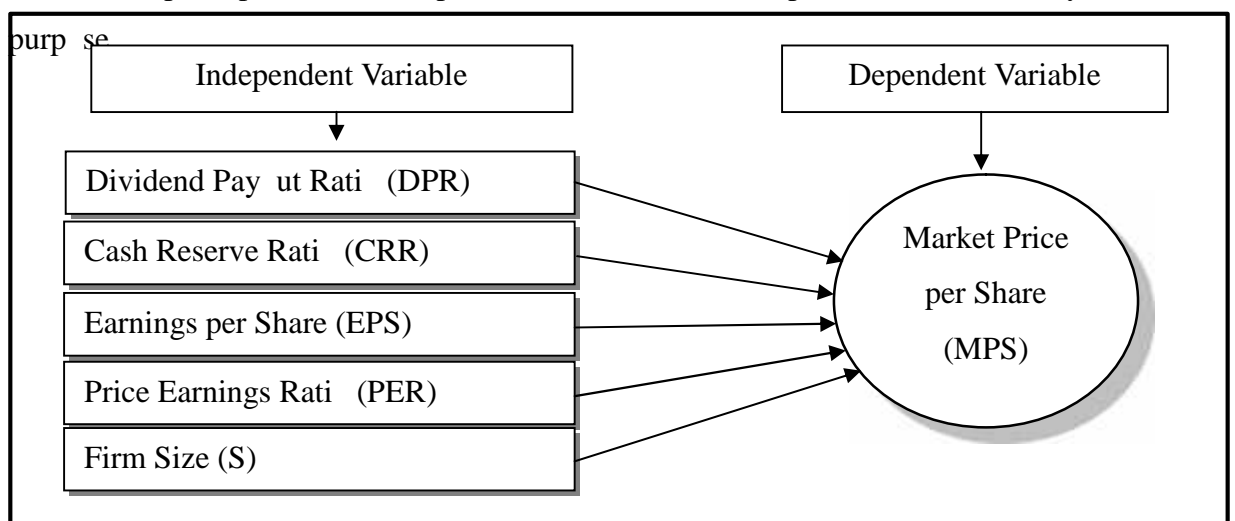 purp se
Independent Variable
Dependent Variable
Dividend Pay ut Rati (DPR)
Cash Reserve Rati (CRR)
Earnings per Share (EPS)
Price Earnings Rati (PER)
Firm Size (S)
Market Price
per Share
(MPS)